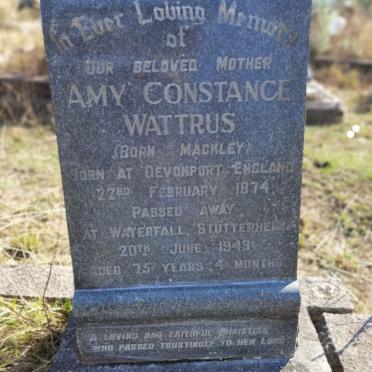 In Ever Loving Memory
of
Our Beloved Mother
AMY CONSTANCE
WATTRUS
(BORN MACKLEY)
Born at Devonport England
22nd February 1874
Passed Away
At Waterfall, Stutterheim
20th June 1949
Aged 75 Years 4 Months
A Loving and Faithful Christian
Who Passed Trustingly to Her Lord